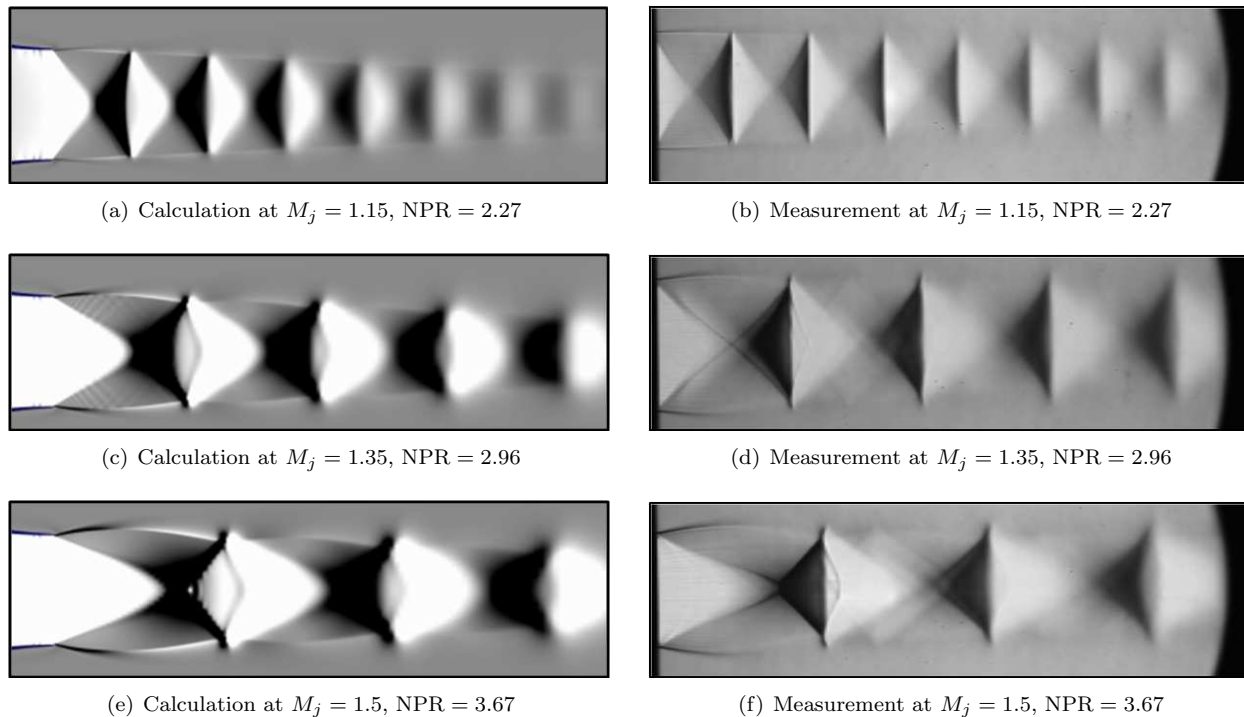 (a) Calculation at $M_j = 1.15$, NPR = 2.27
(b) Measurement at $M_j = 1.15$, NPR = 2.27
(c) Calculation at $M_j = 1.35$, NPR = 2.96
(d) Measurement at $M_j = 1.35$, NPR = 2.96
(e) Calculation at $M_j = 1.5$, NPR = 3.67
(f) Measurement at $M_j = 1.5$, NPR = 3.67